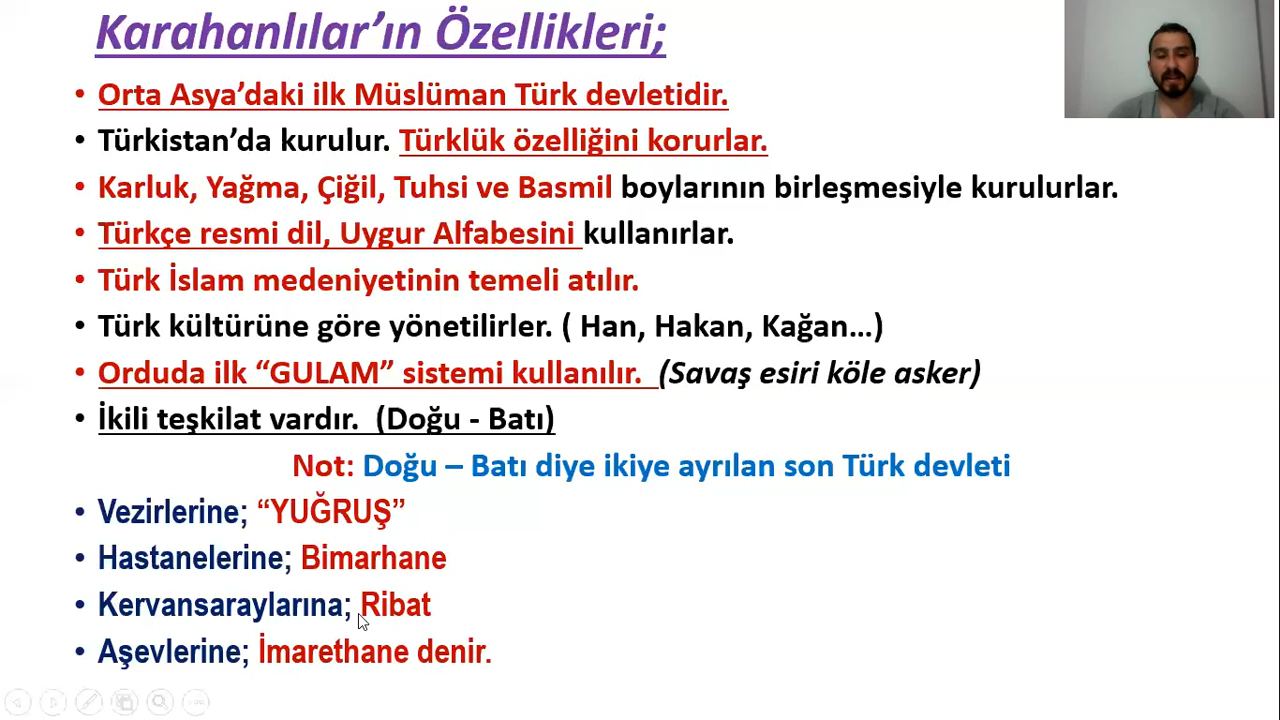 Karahanlılar’ın Özellikleri;
• Orta Asya’daki ilk Müslüman Türk devletidir.
• Türkistan’da kurulur. Türklük özelliğini korurlar.
• Karluk, Yağma, Çiğil, Tuhsi ve Basmil boylarının birleşmesiyle kurulurlar.
• Türkçe resmi dil, Uygur Alfabesini kullanırlar.
• Türk İslam medeniyetinin temeli atılır.
• Türk kültürüne göre yönetilirler. ( Han, Hakan, Kağan…)
• Orduda ilk “GULAM” sistemi kullanılır. (Savaş esiri köle asker)
• İkili teşkilat vardır. (Doğu - Batı)
Not: Doğu – Batı diye ikiye ayrılan son Türk devleti
• Vezirlerine; “YUĞRUŞ”
• Hastanelerine; Bimarhane
• Kervansaraylarına; Ribat
• Aşevlerine; İmarethane denir.